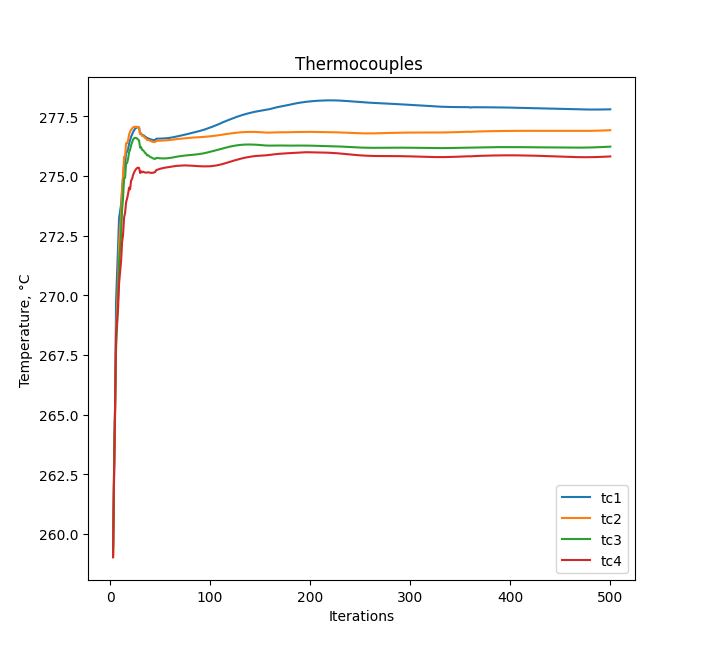 Thermocouples
Temperature, °C
277.5
275.0
272.5
270.0
267.5
265.0
262.5
260.0
tc1
tc2
tc3
tc4
0 100 200 300 400 500
Iterations